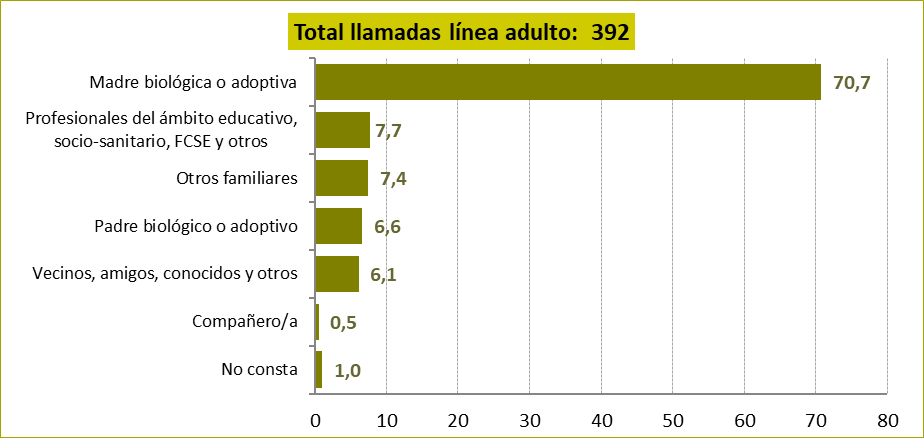 Total llamadas línea adulto: 392
Madre biológica o adoptiva
70,7
Profesionales del ámbito educativo,
socio-sanitario, FCSE y otros
7,7
Otros familiares
7,4
Padre biológico o adoptivo
6,6
Vecinos, amigos, conocidos y otros
6,1
Compañero/a
0,5
No consta
1,0
0 10 20 30 40 50 60 70 80